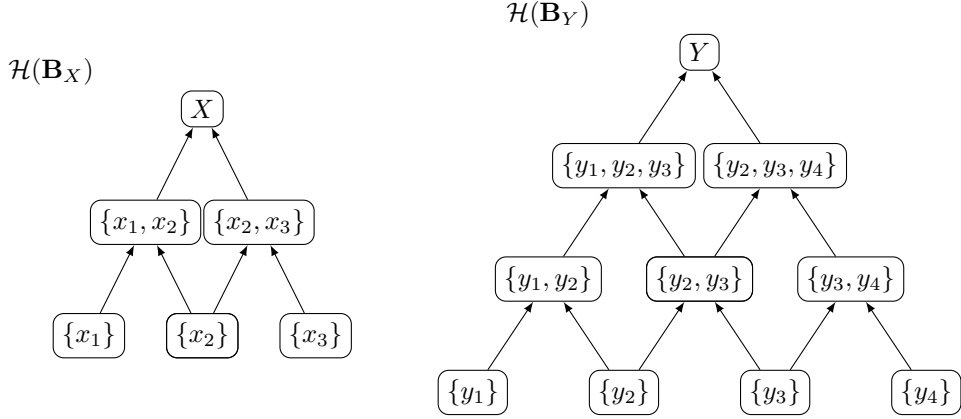 ℋ(𝐁_X)
X
{x₁, x₂} {x₂, x₃}
{x₁} {x₂} {x₃}
ℋ(𝐁_Y)
Y
{y₁, y₂, y₃} {y₂, y₃, y₄}
{y₁, y₂} {y₂, y₃} {y₃, y₄}
{y₁} {y₂} {y₃} {y₄}